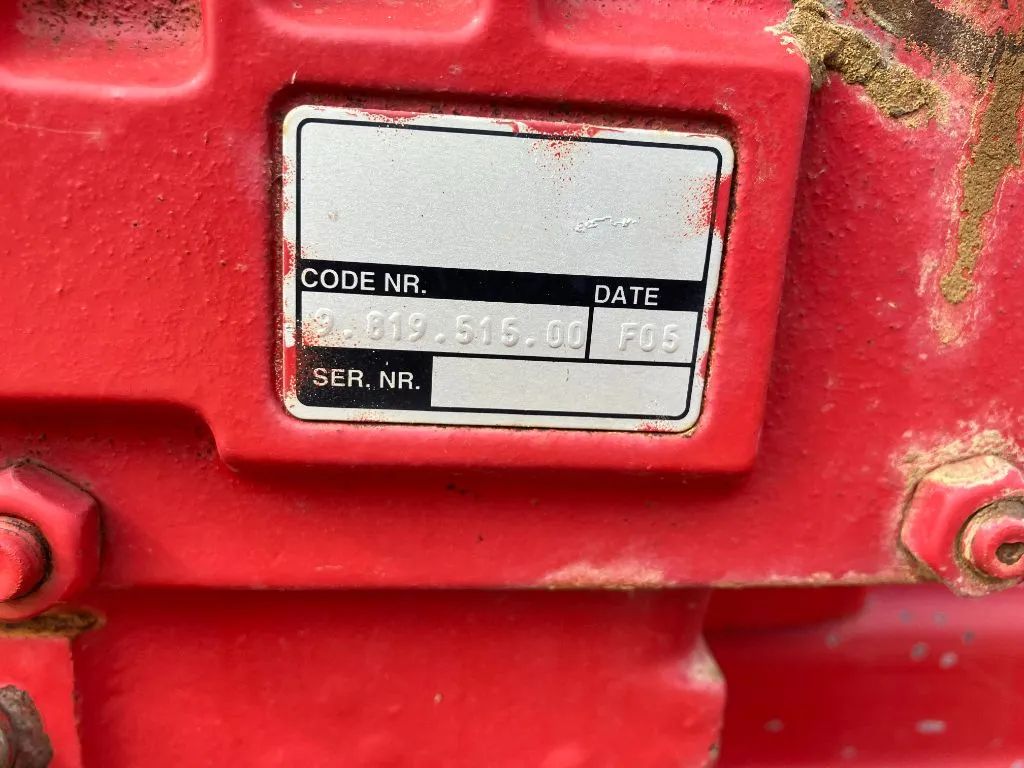 CODE NR. DATE
9.819.515.00 F05
SER. NR.